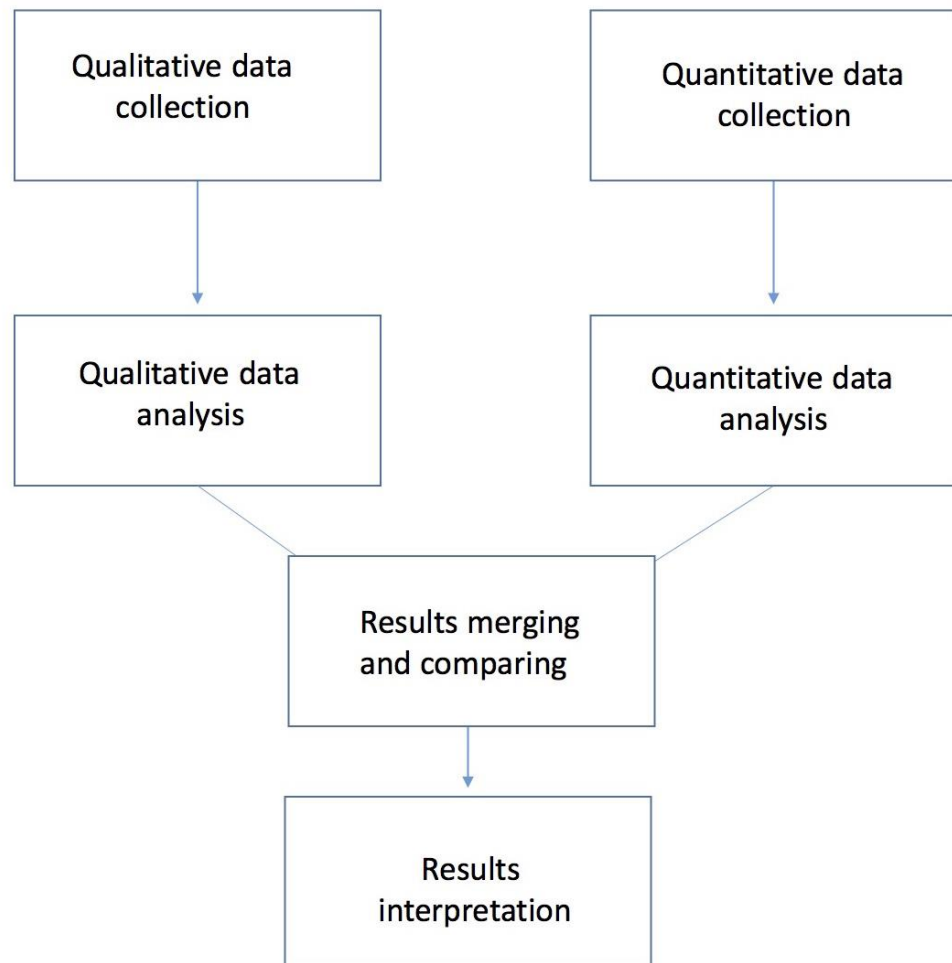 Qualitative data
collection
Quantitative data
collection
Qualitative data
analysis
Quantitative data
analysis
Results merging
and comparing
Results
interpretation